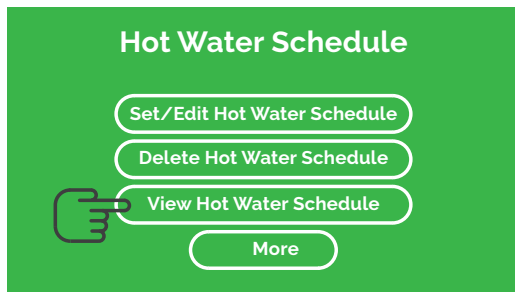 Hot Water Schedule
Set/Edit Hot Water Schedule
Delete Hot Water Schedule
View Hot Water Schedule
More